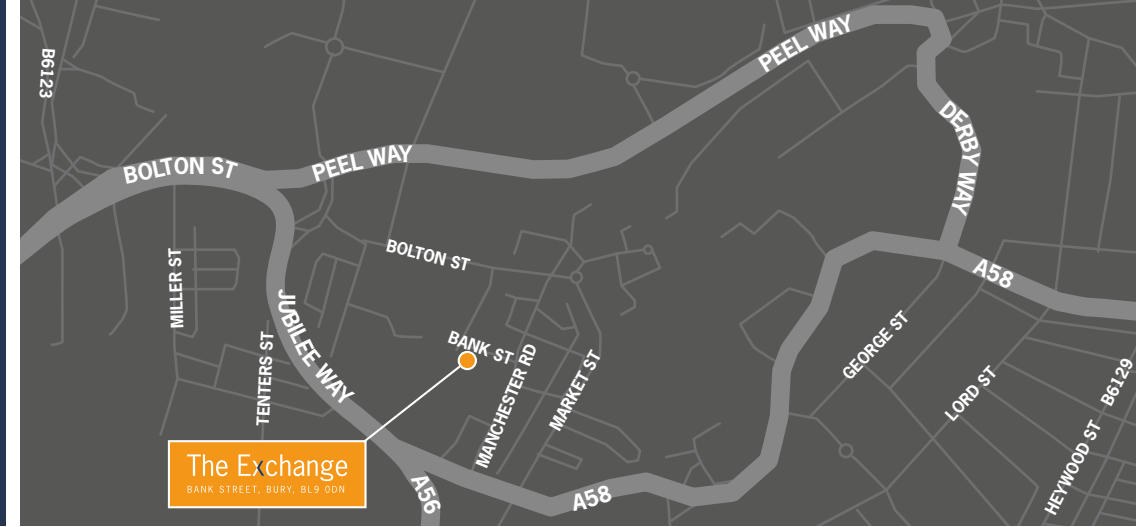 PEEL WAY
B6123
DERBY WAY
BOLTON ST
PEEL WAY
BOLTON ST
A58
MILLER ST
JUBILEE WAY
BANK ST
GEORGE ST
TENTERS ST
MANCHESTER RD
MARKET ST
LORD ST
B6129
HEYWOOD ST
The Exchange
BANK STREET, BURY, BL9 0DN
A56
A58